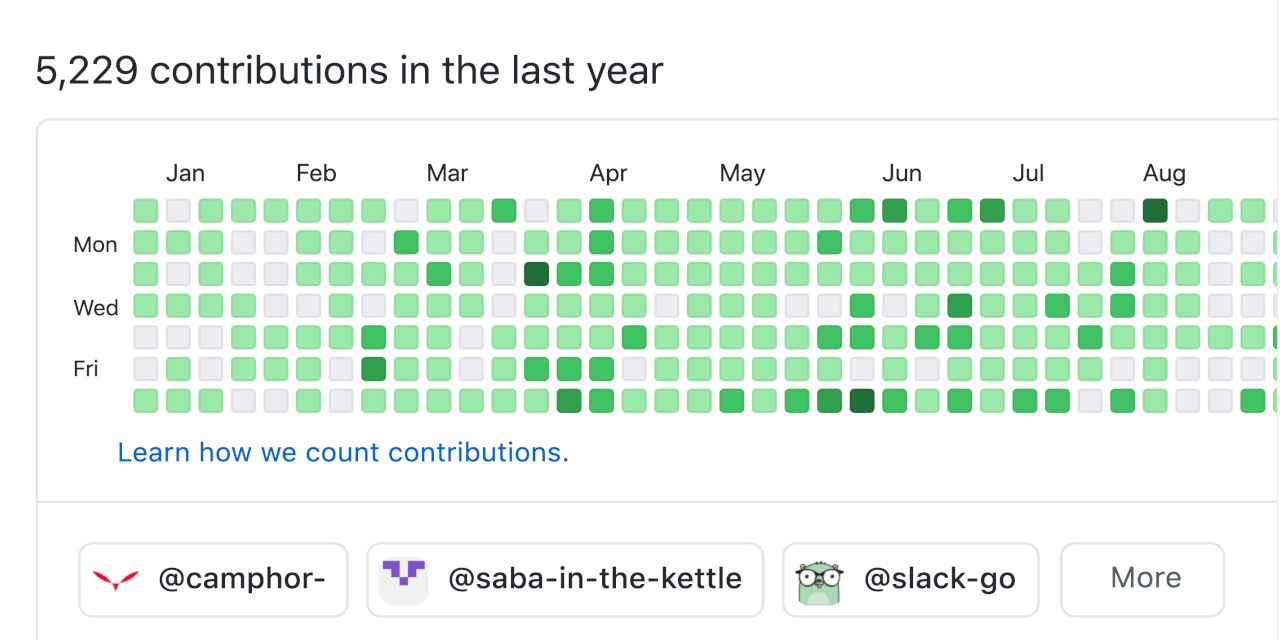 5,229 contributions in the last year
Jan Feb Mar Apr May Jun Jul Aug
Mon
Wed
Fri
Learn how we count contributions.
@camphor- @saba-in-the-kettle @slack-go More